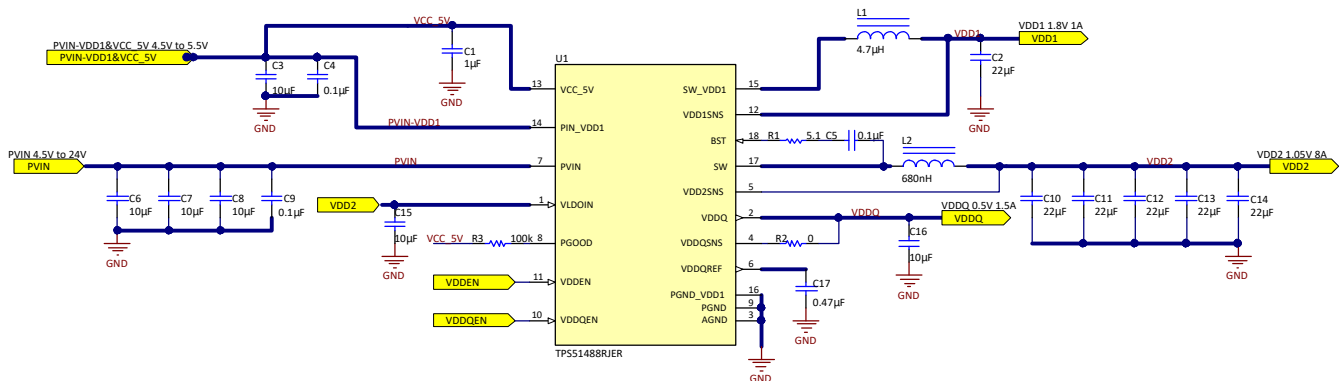 VCC_5V
PVIN-VDD1&VCC_5V 4.5V to 5.5V
PVIN-VDD1&VCC_5V
C3
10µF
C4
0.1µF
GND
C1
1µF
GND
PVIN-VDD1
PVIN 4.5V to 24V
PVIN
PVIN
C6
10µF
C7
10µF
C8
10µF
C9
0.1µF
GND
VDD2
C15
10µF
GND
VCC_5V
R3
100k
VDDEN
VDDQEN
U1
13
VCC_5V
14
PIN_VDD1
7
PVIN
1
VLDOIN
8
PGOOD
11
VDDEN
10
VDDQEN
SW_VDD1
15
VDD1SNS
12
BST
18
SW
17
VDD2SNS
5
VDDQ
2
VDDQSNS
4
VDDQREF
6
PGND_VDD1
16
PGND
9
AGND
3
TPS51488RJER
L1
4.7µH
VDD1
VDD1 1.8V 1A
VDD1
C2
22µF
GND
R1
5.1
C5
0.1µF
L2
680nH
VDD2
VDD2 1.05V 8A
VDD2
C10
22µF
C11
22µF
C12
22µF
C13
22µF
C14
22µF
GND
VDDQ
VDDQ 0.5V 1.5A
VDDQ
R2
0
C16
10µF
GND
C17
0.47µF
GND
GND